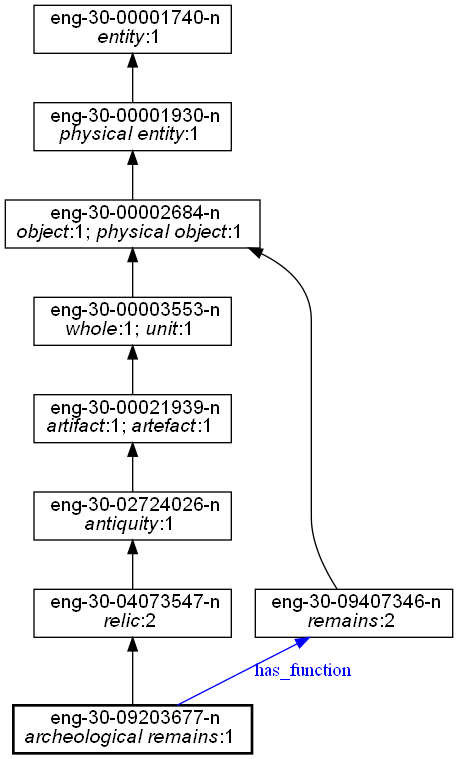 eng-30-00001740-n
entity:1
eng-30-00001930-n
physical entity:1
eng-30-00002684-n
object:1; physical object:1
eng-30-00003553-n
whole:1; unit:1
eng-30-00021939-n
artifact:1; artefact:1
eng-30-02724026-n
antiquity:1
eng-30-04073547-n
relic:2
eng-30-09407346-n
remains:2
has_function
eng-30-09203677-n
archeological remains:1